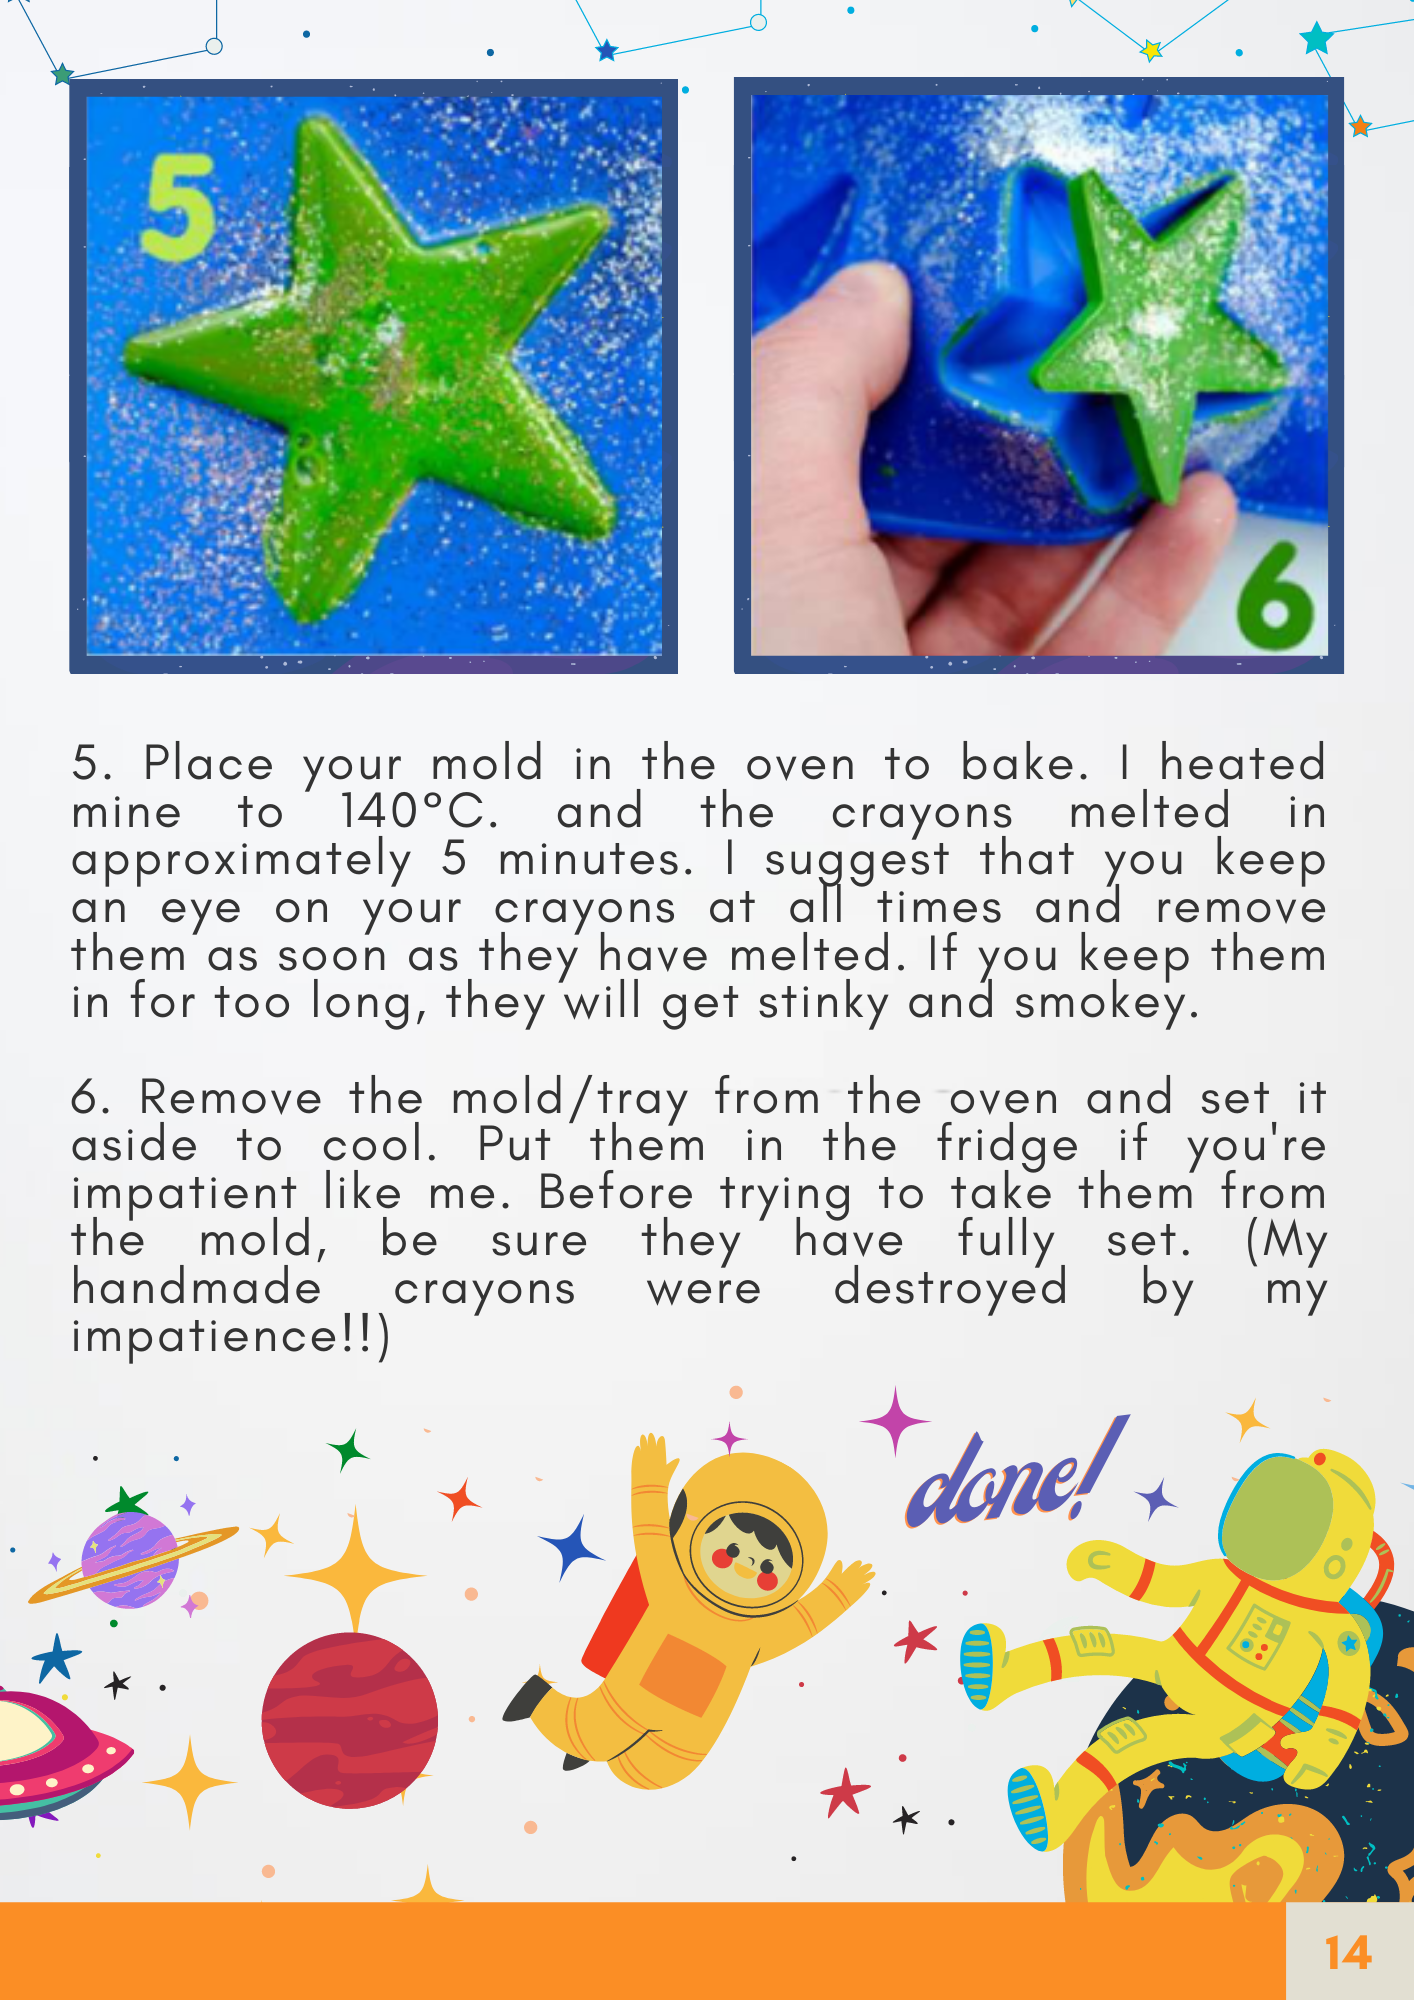 5
6
5. Place your mold in the oven to bake. I heated
mine to 140°C. and the crayons melted in
approximately 5 minutes. I suggest that you keep
an eye on your crayons at all times and remove
them as soon as they have melted. If you keep them
in for too long, they will get stinky and smokey.
6. Remove the mold/tray from the oven and set it
aside to cool. Put them in the fridge if you're
impatient like me. Before trying to take them from
the mold, be sure they have fully set. (My
handmade crayons were destroyed by my
impatience!!)
done!
14